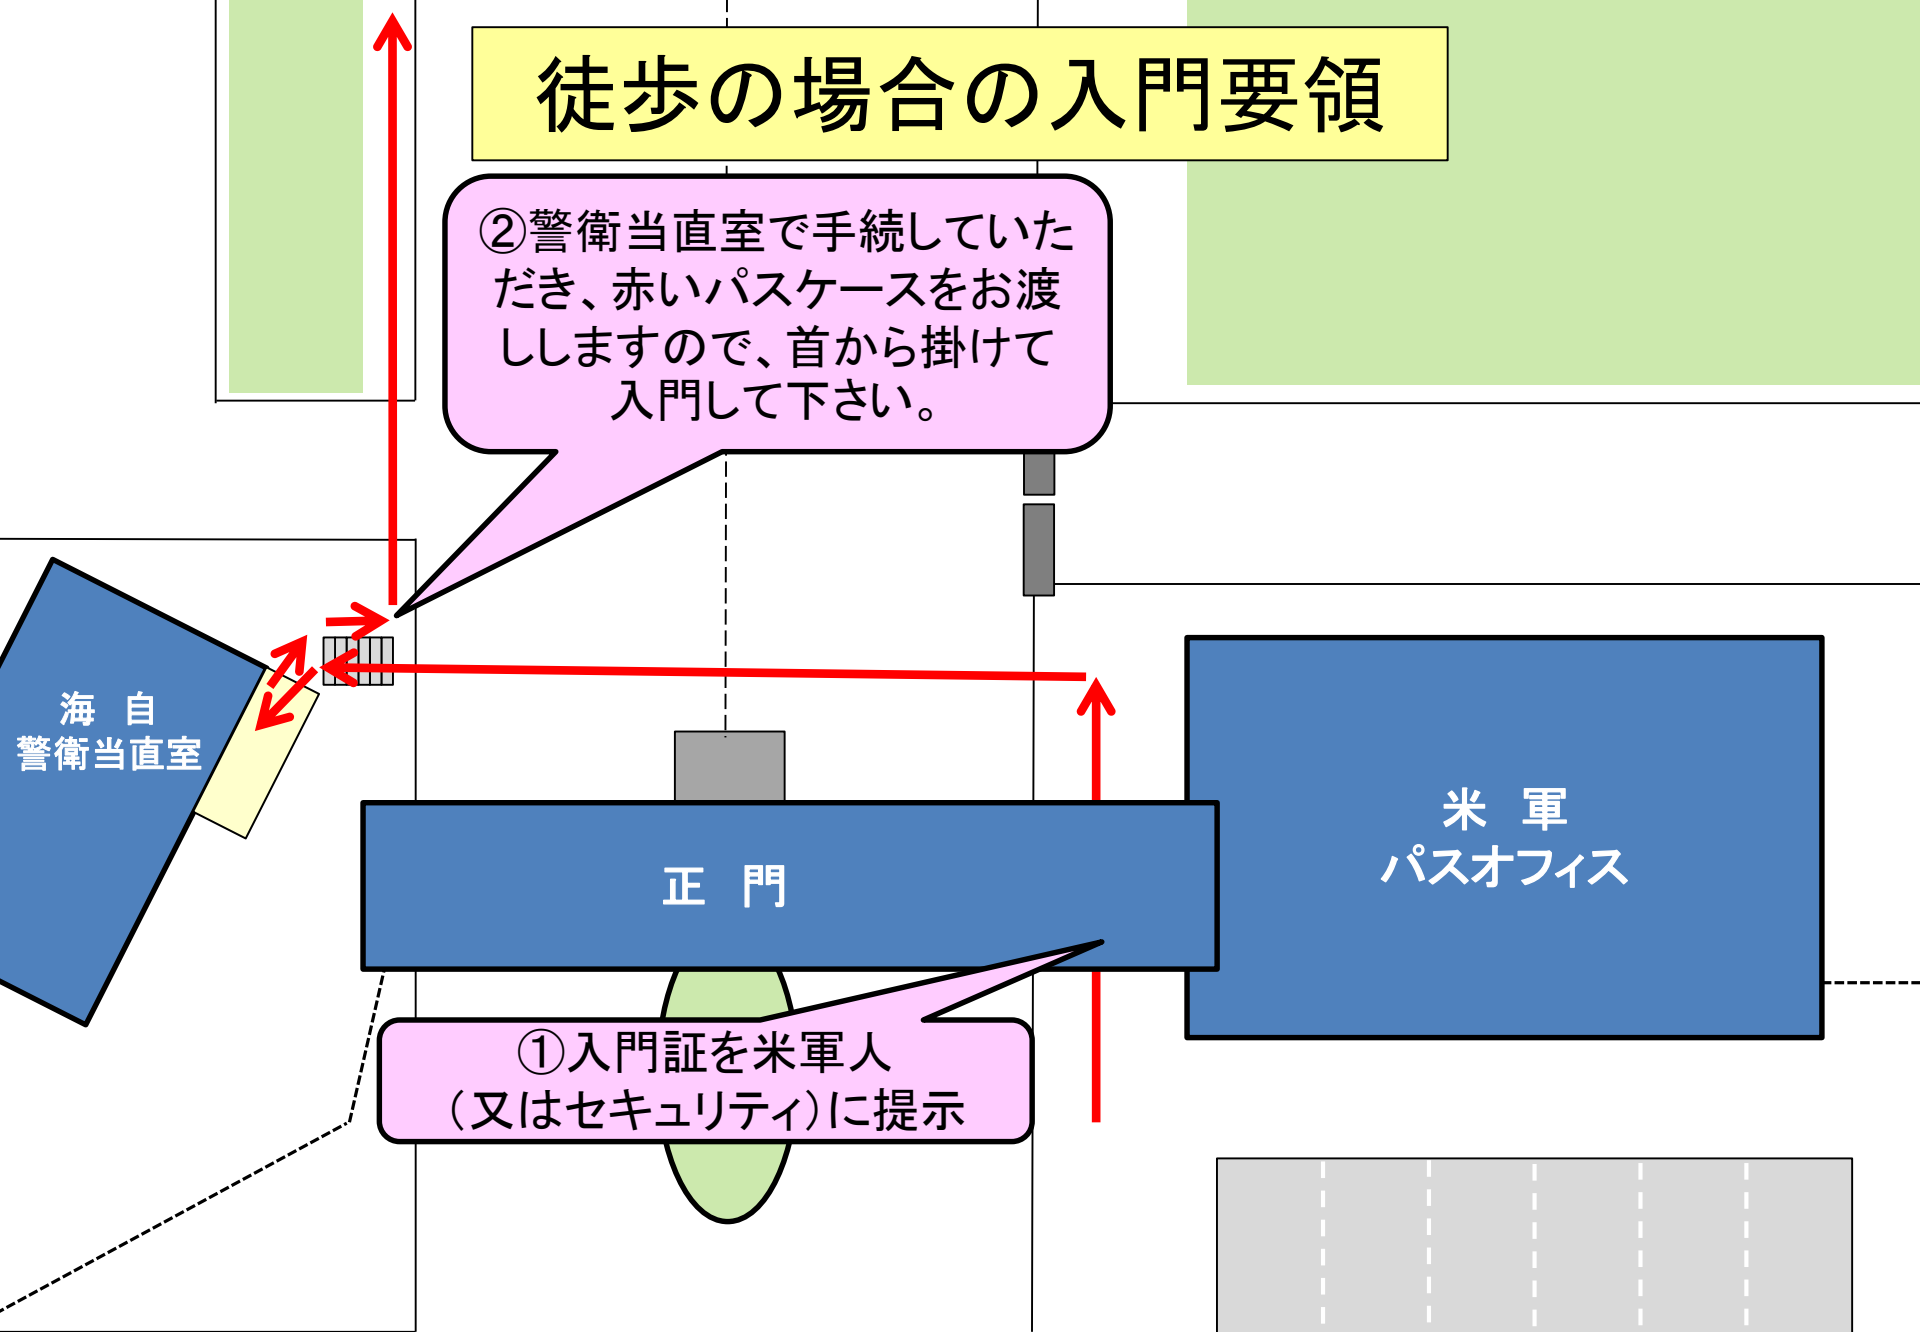 徒歩の場合の入門要領
②警衛当直室で手続していた
だき、赤いパスケースをお渡
ししますので、首から掛けて
入門して下さい。
海　自
警衛当直室
米　軍
パスオフィス
正　門
①入門証を米軍人
（又はセキュリティ）に提示